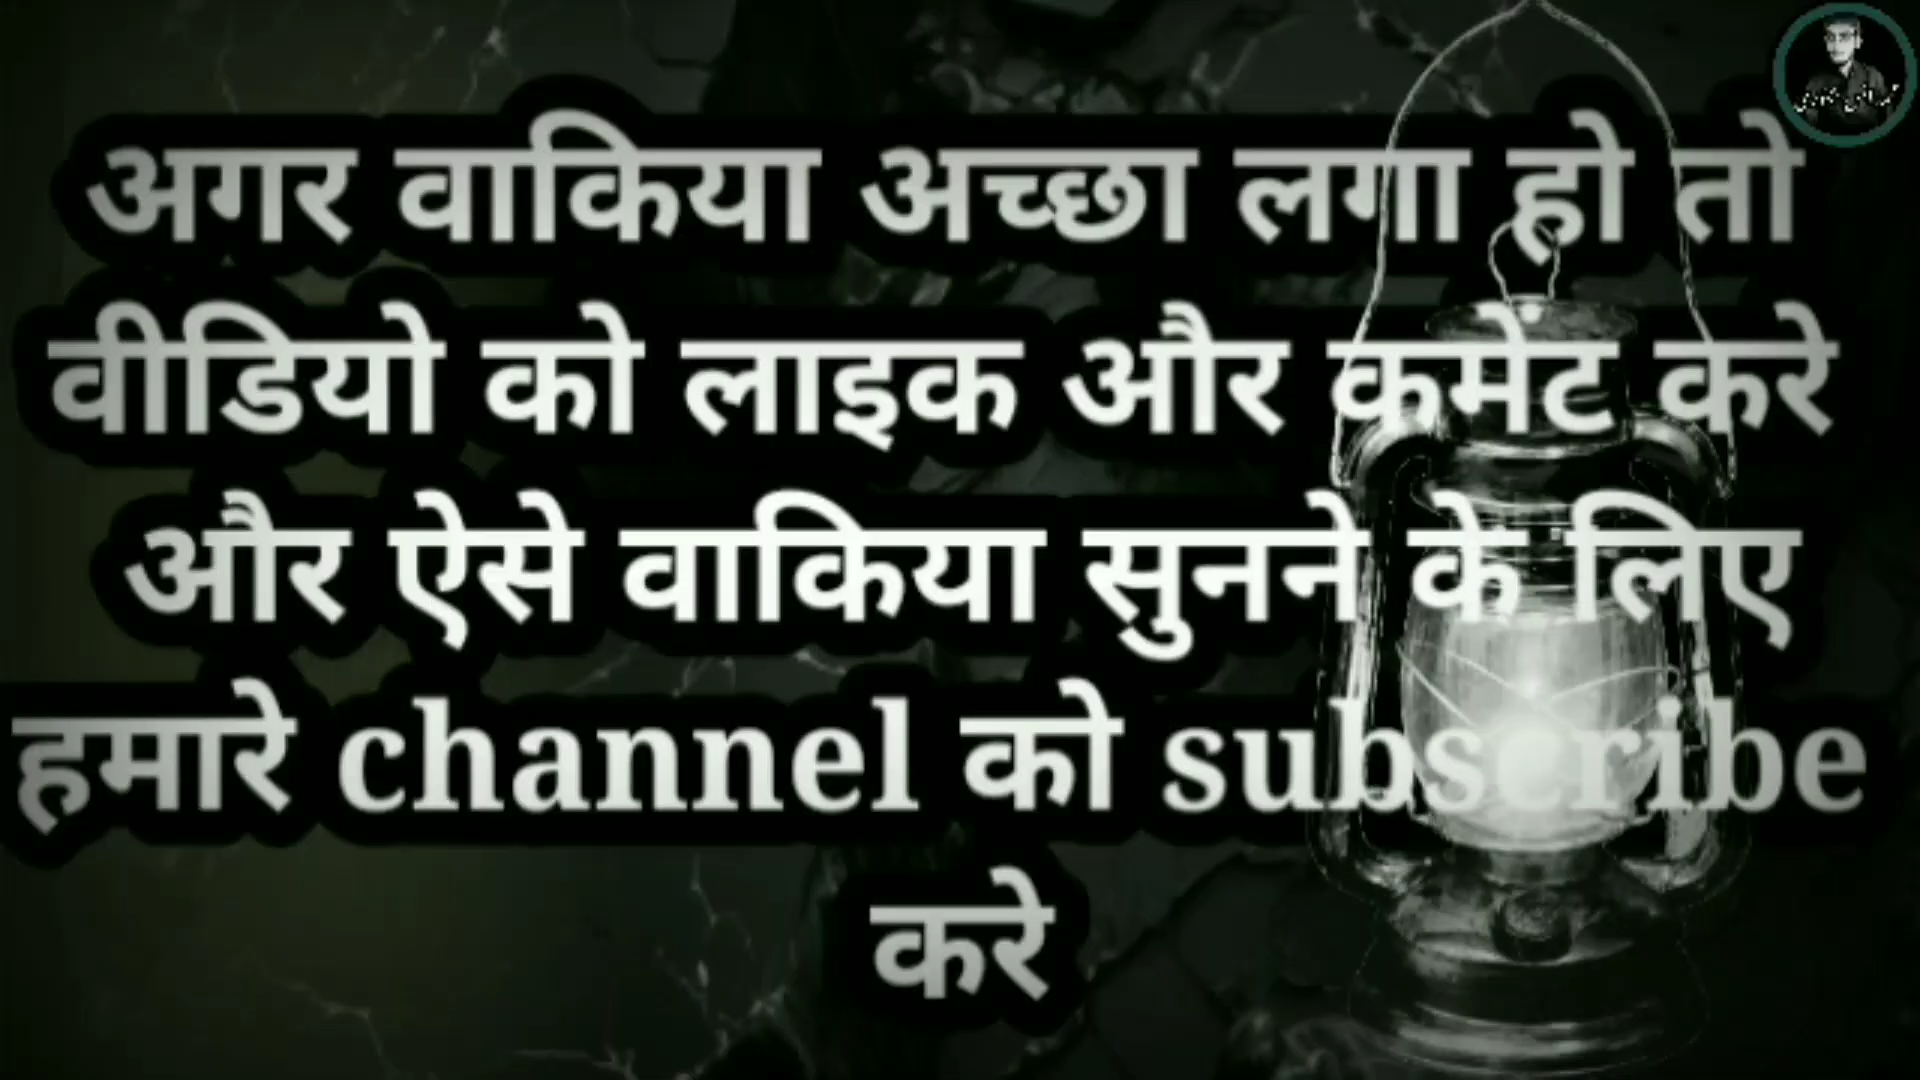 अगर वाकिया अच्छा लगा हो तो
वीडियो को लाइक और कमेट करे
और ऐसे वाकिया सुनने के लिए
हमारे channel को subscribe
करे